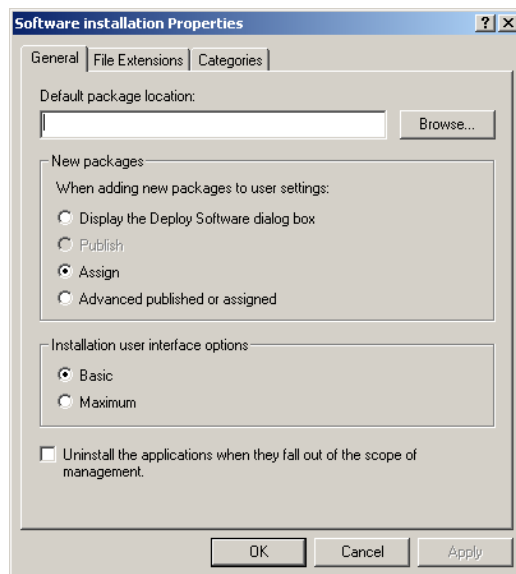 Software installation Properties
General File Extensions Categories
Default package location:
Browse...
New packages
When adding new packages to user settings:
Display the Deploy Software dialog box
Publish
Assign
Advanced published or assigned
Installation user interface options
Basic
Maximum
Uninstall the applications when they fall out of the scope of
management.
OK Cancel Apply